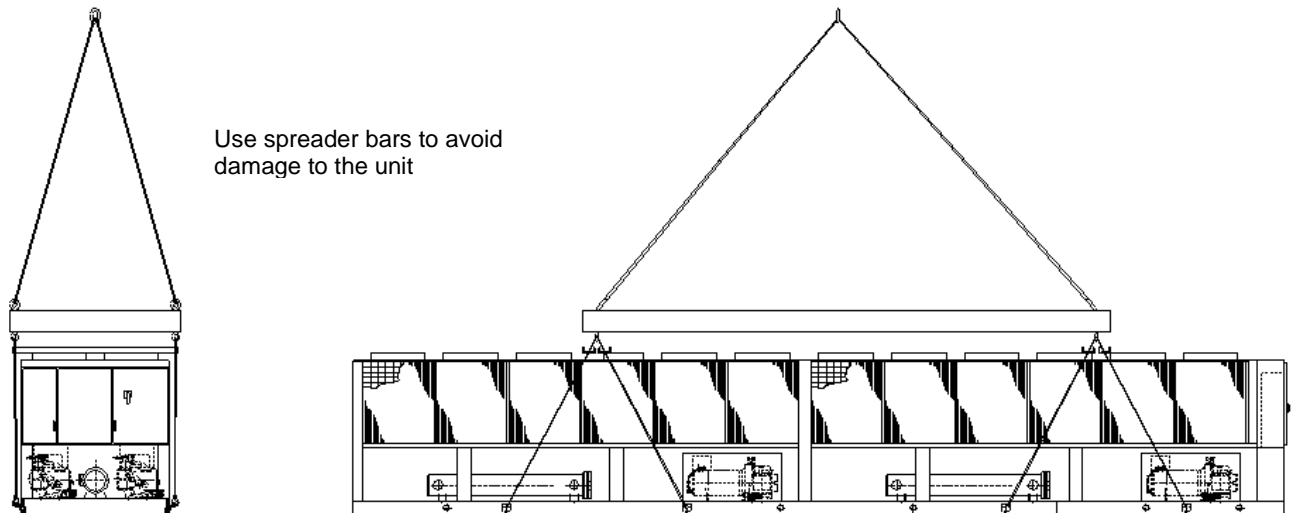 Use spreader bars to avoid
damage to the unit